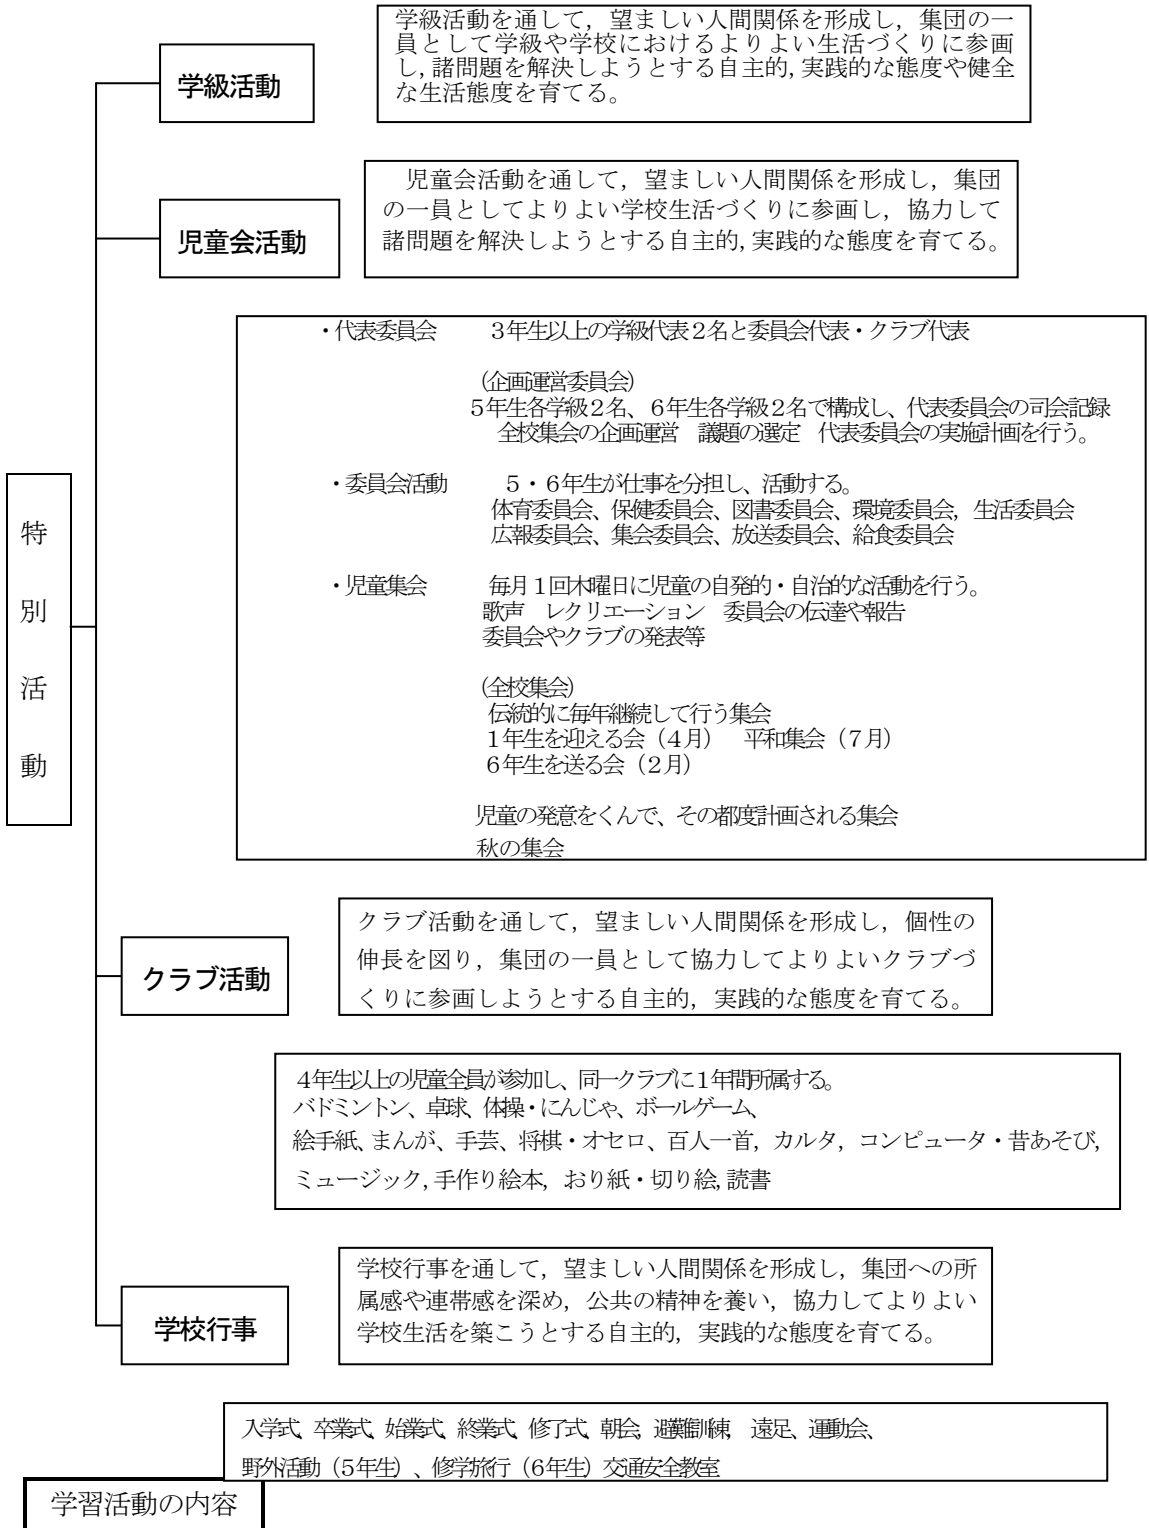 学級活動を通して，望ましい人間関係を形成し，集団の一
員として学級や学校におけるよりよい生活づくりに参画
し，諸問題を解決しようとする自主的，実践的な態度や健全
な生活態度を育てる。
学級活動
児童会活動を通して，望ましい人間関係を形成し，集団
の一員としてよりよい学校生活づくりに参画し，協力して
諸問題を解決しようとする自主的，実践的な態度を育てる。
児童会活動
・代表委員会　　３年生以上の学級代表２名と委員会代表・クラブ代表
(企画運営委員会)
５年生各学級２名、６年生各学級２名で構成し、代表委員会の司会記録
全校集会の企画運営　議題の選定　代表委員会の実施計画を行う。
・委員会活動　　５・６年生が仕事を分担し、活動する。
体育委員会、保健委員会、図書委員会、環境委員会，生活委員会
広報委員会、集会委員会、放送委員会、給食委員会
・児童集会　　毎月１回木曜日に児童の自発的・自治的な活動を行う。
歌声　レクリエーション　委員会の伝達や報告
委員会やクラブの発表等
(全校集会)
伝統的に毎年継続して行う集会
１年生を迎える会（４月）　平和集会（７月）
６年生を送る会（２月）
児童の発意をくんで、その都度計画される集会
秋の集会
特別活動
クラブ活動を通して，望ましい人間関係を形成し，個性の
伸長を図り，集団の一員として協力してよりよいクラブづ
くりに参画しようとする自主的，実践的な態度を育てる。
クラブ活動
４年生以上の児童全員が参加し、同一クラブに１年間所属する。
バドミントン、卓球、体操・にんじゃ、ボールゲーム、
絵手紙、まんが、手芸、将棋・オセロ、百人一首，カルタ，コンピュータ・昔あそび，
ミュージック，手作り絵本，おり紙・切り絵，読書
学校行事を通して，望ましい人間関係を形成し，集団への所
属感や連帯感を深め，公共の精神を養い，協力してよりよい
学校生活を築こうとする自主的，実践的な態度を育てる。
学校行事
入学式、卒業式、始業式、終業式、修了式、朝会、避難訓練、遠足、運動会、
野外活動（５年生）、修学旅行（６年生）交通安全教室
学習活動の内容